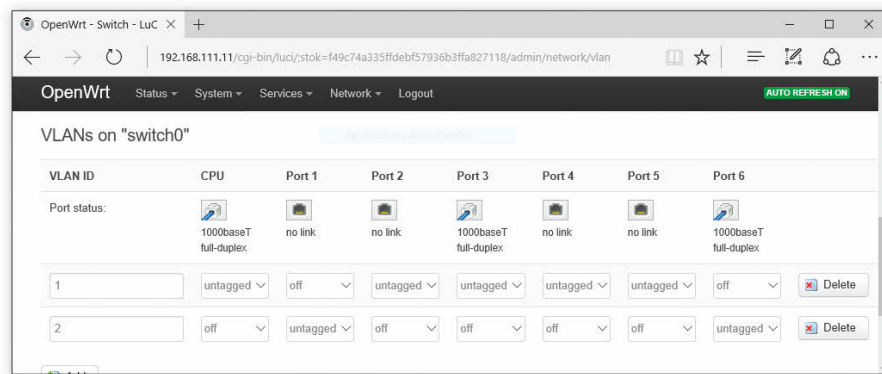 OpenWrt - Switch - LuC
192.168.111.11/cgi-bin/luci/;stok=f49c74a335ffdebf57936b3ffa827118/admin/network/vlan
OpenWrt Status System Services Network Logout AUTO REFRESH ON
VLANs on "switch0"
VLAN ID CPU Port 1 Port 2 Port 3 Port 4 Port 5 Port 6
Port status:
1000baseT no link no link 1000baseT no link no link 1000baseT
full-duplex full-duplex full-duplex
1 untagged off untagged untagged untagged untagged off Delete
2 off untagged off off off off untagged Delete